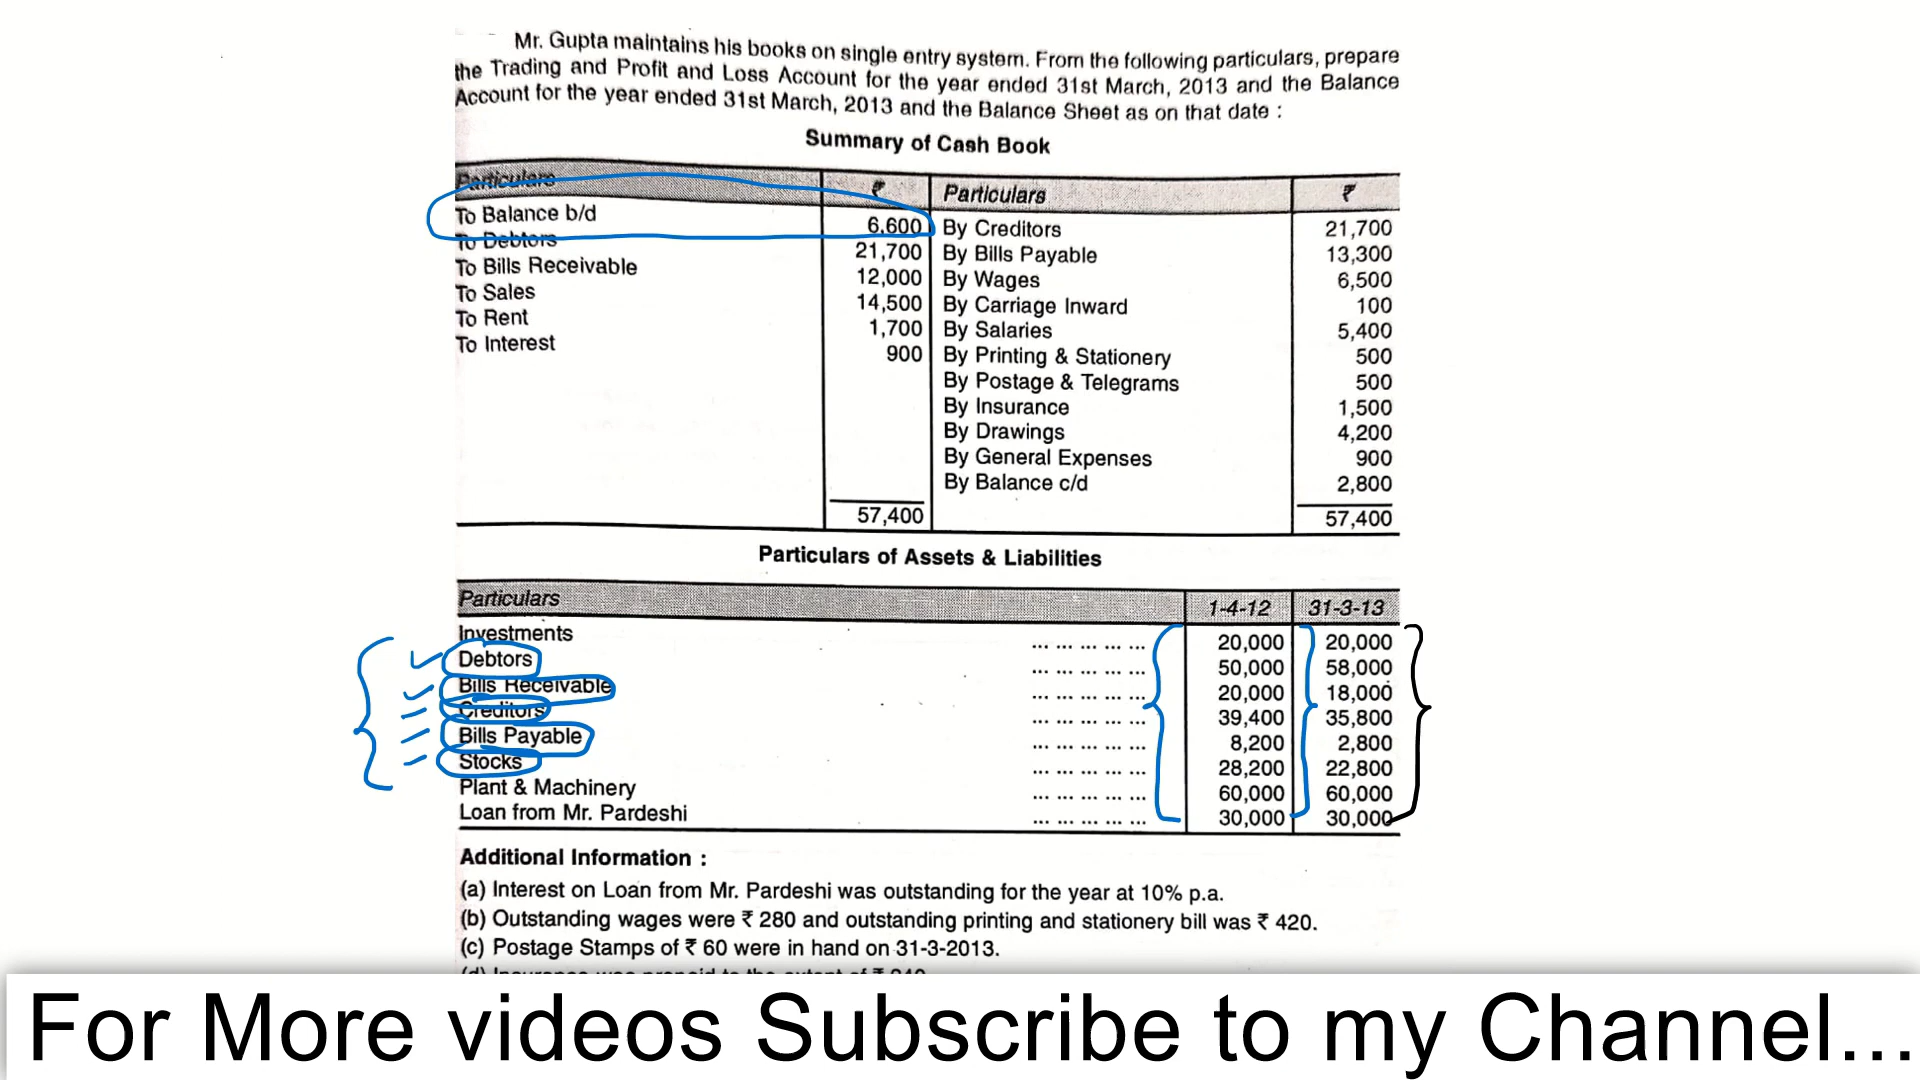 Mr. Gupta maintains his books on single entry system. From the following particulars, prepare
the Trading and Profit and Loss Account for the year ended 31st March, 2013 and the Balance
Account for the year ended 31st March, 2013 and the Balance Sheet as on that date :
Summary of Cash Book
Particulars ₹ Particulars ₹
To Balance b/d 6,600 By Creditors 21,700
To Debtors 21,700 By Bills Payable 13,300
To Bills Receivable 12,000 By Wages 6,500
To Sales 14,500 By Carriage Inward 100
To Rent 1,700 By Salaries 5,400
To Interest 900 By Printing & Stationery 500
By Postage & Telegrams 500
By Insurance 1,500
By Drawings 4,200
By General Expenses 900
By Balance c/d 2,800
57,400 57,400
Particulars of Assets & Liabilities
Particulars 1-4-12 31-3-13
Investments ... ... ... ... ... 20,000 20,000
Debtors ... ... ... ... ... 50,000 58,000
Bills Receivable ... ... ... ... ... 20,000 18,000
Creditors ... ... ... ... ... 39,400 35,800
Bills Payable ... ... ... ... ... 8,200 2,800
Stocks ... ... ... ... ... 28,200 22,800
Plant & Machinery ... ... ... ... ... 60,000 60,000
Loan from Mr. Pardeshi ... ... ... ... ... 30,000 30,000
Additional Information :
(a) Interest on Loan from Mr. Pardeshi was outstanding for the year at 10% p.a.
(b) Outstanding wages were ₹ 280 and outstanding printing and stationery bill was ₹ 420.
(c) Postage Stamps of ₹ 60 were in hand on 31-3-2013.
(d) Insurance was prepaid to the extent of ₹
For More videos Subscribe to my Channel...